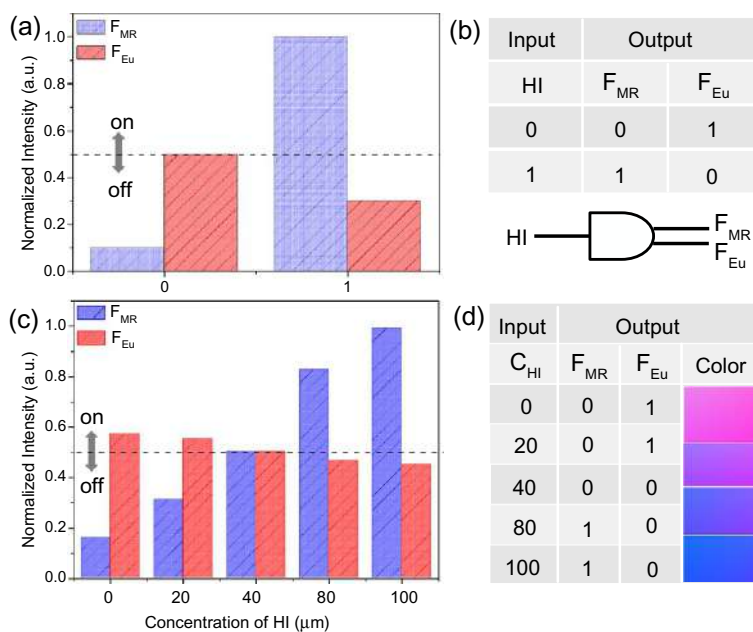 (a)
F_MR
F_Eu
Normalized Intensity (a.u.)
1.0
0.8
0.6
0.4
0.2
0.0
on
off
0 1
(b)
Input Output
HI F_MR F_Eu
0 0 1
1 1 0
HI
F_MR
F_Eu
(c)
F_MR
F_Eu
Normalized Intensity (a.u.)
1.0
0.8
0.6
0.4
0.2
0.0
on
off
0 20 40 80 100
Concentration of HI (μm)
(d)
Input Output
C_HI F_MR F_Eu Color
0 0 1
20 0 1
40 0 0
80 1 0
100 1 0